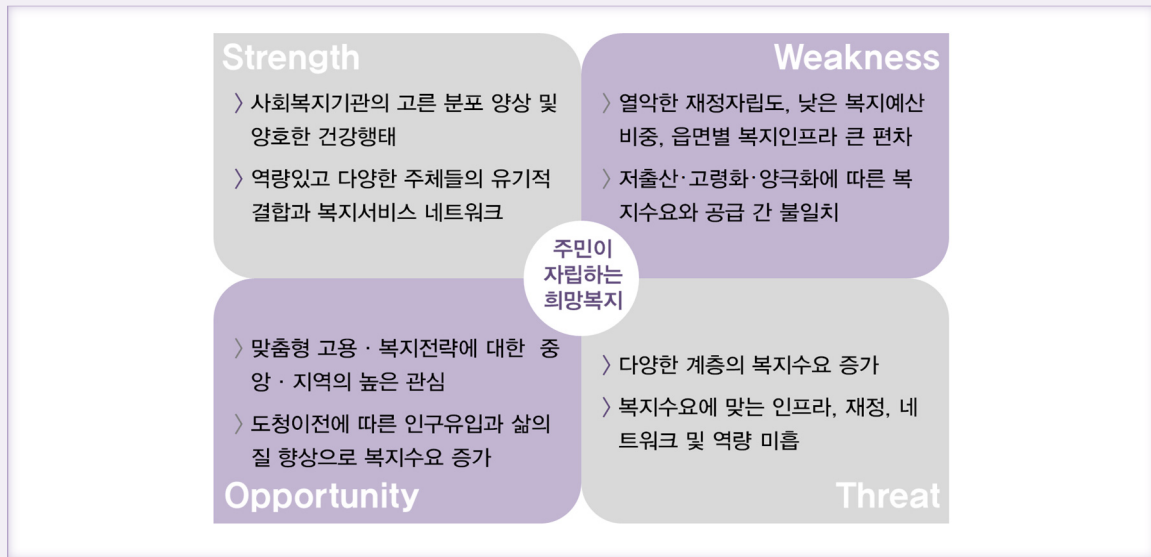 Strength
〉사회복지기관의 고른 분포 양상 및
양호한 건강행태
〉역량있고 다양한 주체들의 유기적
결합과 복지서비스 네트워크
Weakness
〉열악한 재정자립도, 낮은 복지예산
비중, 읍면별 복지인프라 큰 편차
〉저출산·고령화·양극화에 따른 복
지수요와 공급 간 불일치
주민이
자립하는
희망복지
〉맞춤형 고용 · 복지전략에 대한 중
앙 · 지역의 높은 관심
〉도청이전에 따른 인구유입과 삶의
질 향상으로 복지수요 증가
Opportunity
〉다양한 계층의 복지수요 증가
〉복지수요에 맞는 인프라, 재정, 네
트워크 및 역량 미흡
Threat